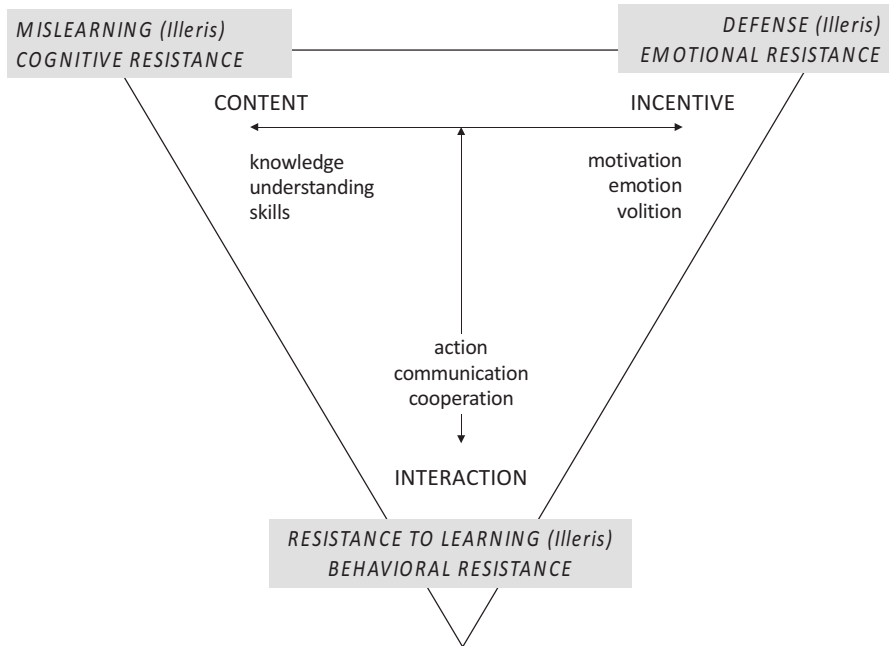 MISLEARNING (Illeris)
COGNITIVE RESISTANCE
DEFENSE (Illeris)
EMOTIONAL RESISTANCE
CONTENT
INCENTIVE
knowledge
understanding
skills
motivation
emotion
volition
action
communication
cooperation
INTERACTION
RESISTANCE TO LEARNING (Illeris)
BEHAVIORAL RESISTANCE